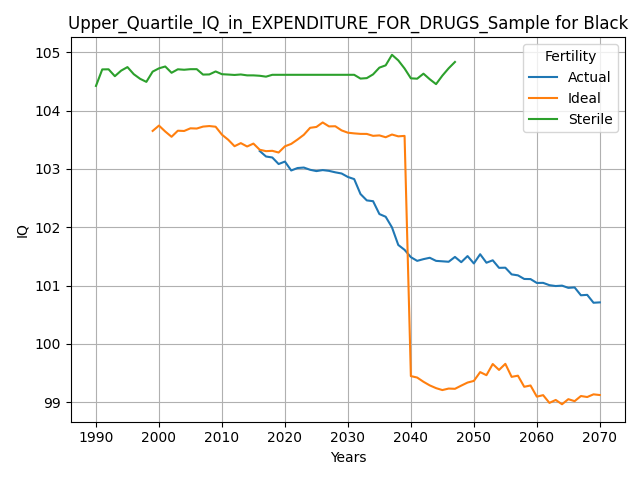 Upper_Quartile_IQ_in_EXPENDITURE_FOR_DRUGS_Sample for Black
Fertility
Actual
Ideal
Sterile
105
104
103
102
101
100
99
IQ
1990 2000 2010 2020 2030 2040 2050 2060 2070
Years